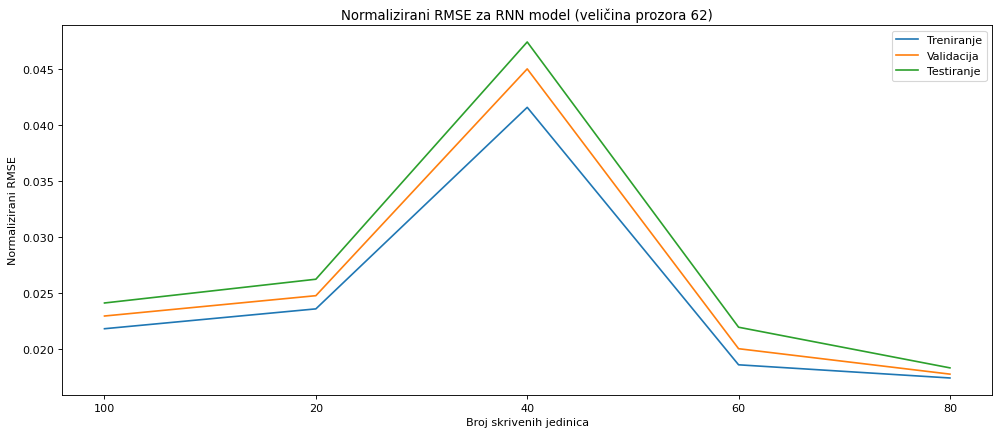 Normalizirani RMSE za RNN model (veličina prozora 62)
Treniranje
Validacija
Testiranje
Normalizirani RMSE
0.045
0.040
0.035
0.030
0.025
0.020
100 20 40 60 80
Broj skrivenih jedinica